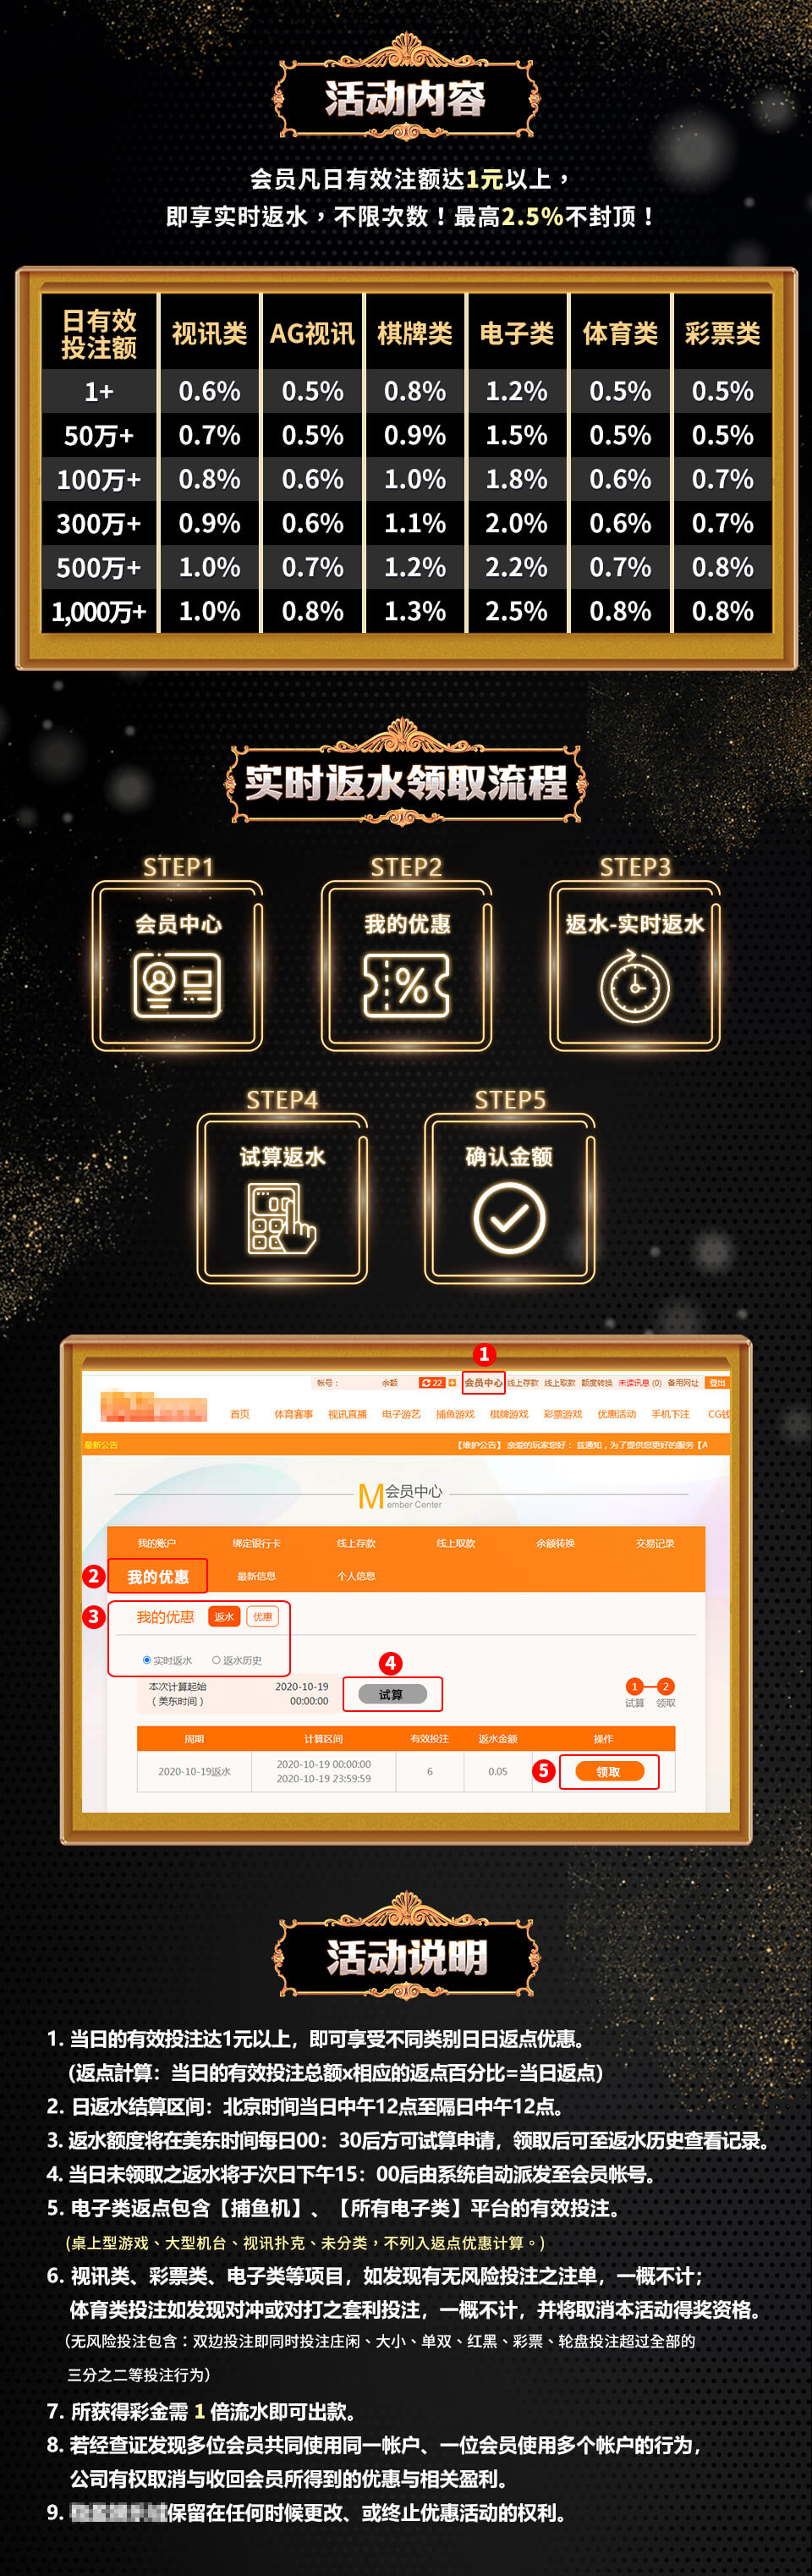 活动内容
会员凡日有效注额达1元以上，
即享实时返水，不限次数！最高2.5%不封顶！
日有效投注额 视讯类 AG视讯 棋牌类 电子类 体育类 彩票类
1+ 0.6% 0.5% 0.8% 1.2% 0.5% 0.5%
50万+ 0.7% 0.5% 0.9% 1.5% 0.5% 0.5%
100万+ 0.8% 0.6% 1.0% 1.8% 0.6% 0.7%
300万+ 0.9% 0.6% 1.1% 2.0% 0.6% 0.7%
500万+ 1.0% 0.7% 1.2% 2.2% 0.7% 0.8%
1,000万+ 1.0% 0.8% 1.3% 2.5% 0.8% 0.8%
实时返水领取流程
STEP1 STEP2 STEP3
会员中心 我的优惠 返水-实时返水
%
STEP4 STEP5
试算返水 确认金额
1
帐号： 余额 22 会员中心 线上存款 线上取款 额度转换 未读讯息 (0) 备用网址 登出
首页 体育赛事 视讯直播 电子游艺 捕鱼游戏 棋牌游戏 彩票游戏 优惠活动 手机下注 CG钱
最新公告 【维护公告】 亲爱的玩家您好： 兹通知，为了提供您更好的服务【A
M 会员中心
ember Center
我的账户 绑定银行卡 线上存款 线上取款 余额转换 交易记录
2 我的优惠 最新信息 个人信息
3 我的优惠 返水 优惠
实时返水 返水历史
4
本次计算起始 2020-10-19 试算 1 2
（美东时间） 00:00:00 试算 领取
周期 计算区间 有效投注 返水金额 操作
2020-10-19返水 2020-10-19 00:00:00 6 0.05 5 领取
2020-10-19 23:59:59
活动说明
1. 当日的有效投注达1元以上，即可享受不同类别日日返点优惠。
(返点計算：当日的有效投注总额x相应的返点百分比=当日返点)
2. 日返水结算区间：北京时间当日中午12点至隔日中午12点。
3. 返水额度将在美东时间每日00：30后方可试算申请，领取后可至返水历史查看记录。
4. 当日未领取之返水将于次日下午15：00后由系统自动派发至会员帐号。
5. 电子类返点包含【捕鱼机】、【所有电子类】平台的有效投注。
(桌上型游戏、大型机台、视讯扑克、未分类，不列入返点优惠计算。)
6. 视讯类、彩票类、电子类等项目，如发现有无风险投注之注单，一概不计；
体育类投注如发现对冲或对打之套利投注，一概不计，并将取消本活动得奖资格。
（无风险投注包含：双边投注即同时投注庄闲、大小、单双、红黑、彩票、轮盘投注超过全部的
三分之二等投注行为）
7. 所获得彩金需 1 倍流水即可出款。
8. 若经查证发现多位会员共同使用同一帐户、一位会员使用多个帐户的行为，
公司有权取消与收回会员所得到的优惠与相关盈利。
9. 保留在任何时候更改、或终止优惠活动的权利。